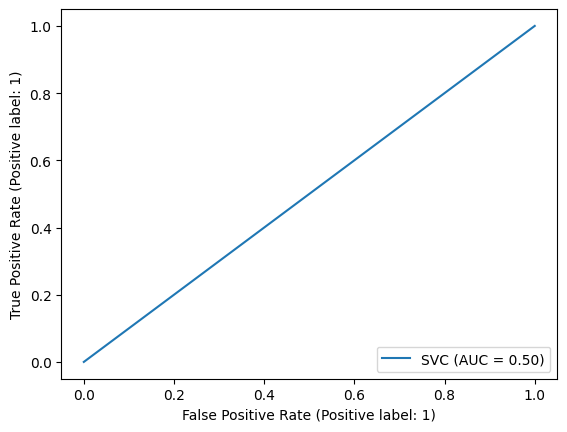 True Positive Rate (Positive label: 1)
1.0
0.8
0.6
0.4
0.2
0.0
SVC (AUC = 0.50)
0.0 0.2 0.4 0.6 0.8 1.0
False Positive Rate (Positive label: 1)